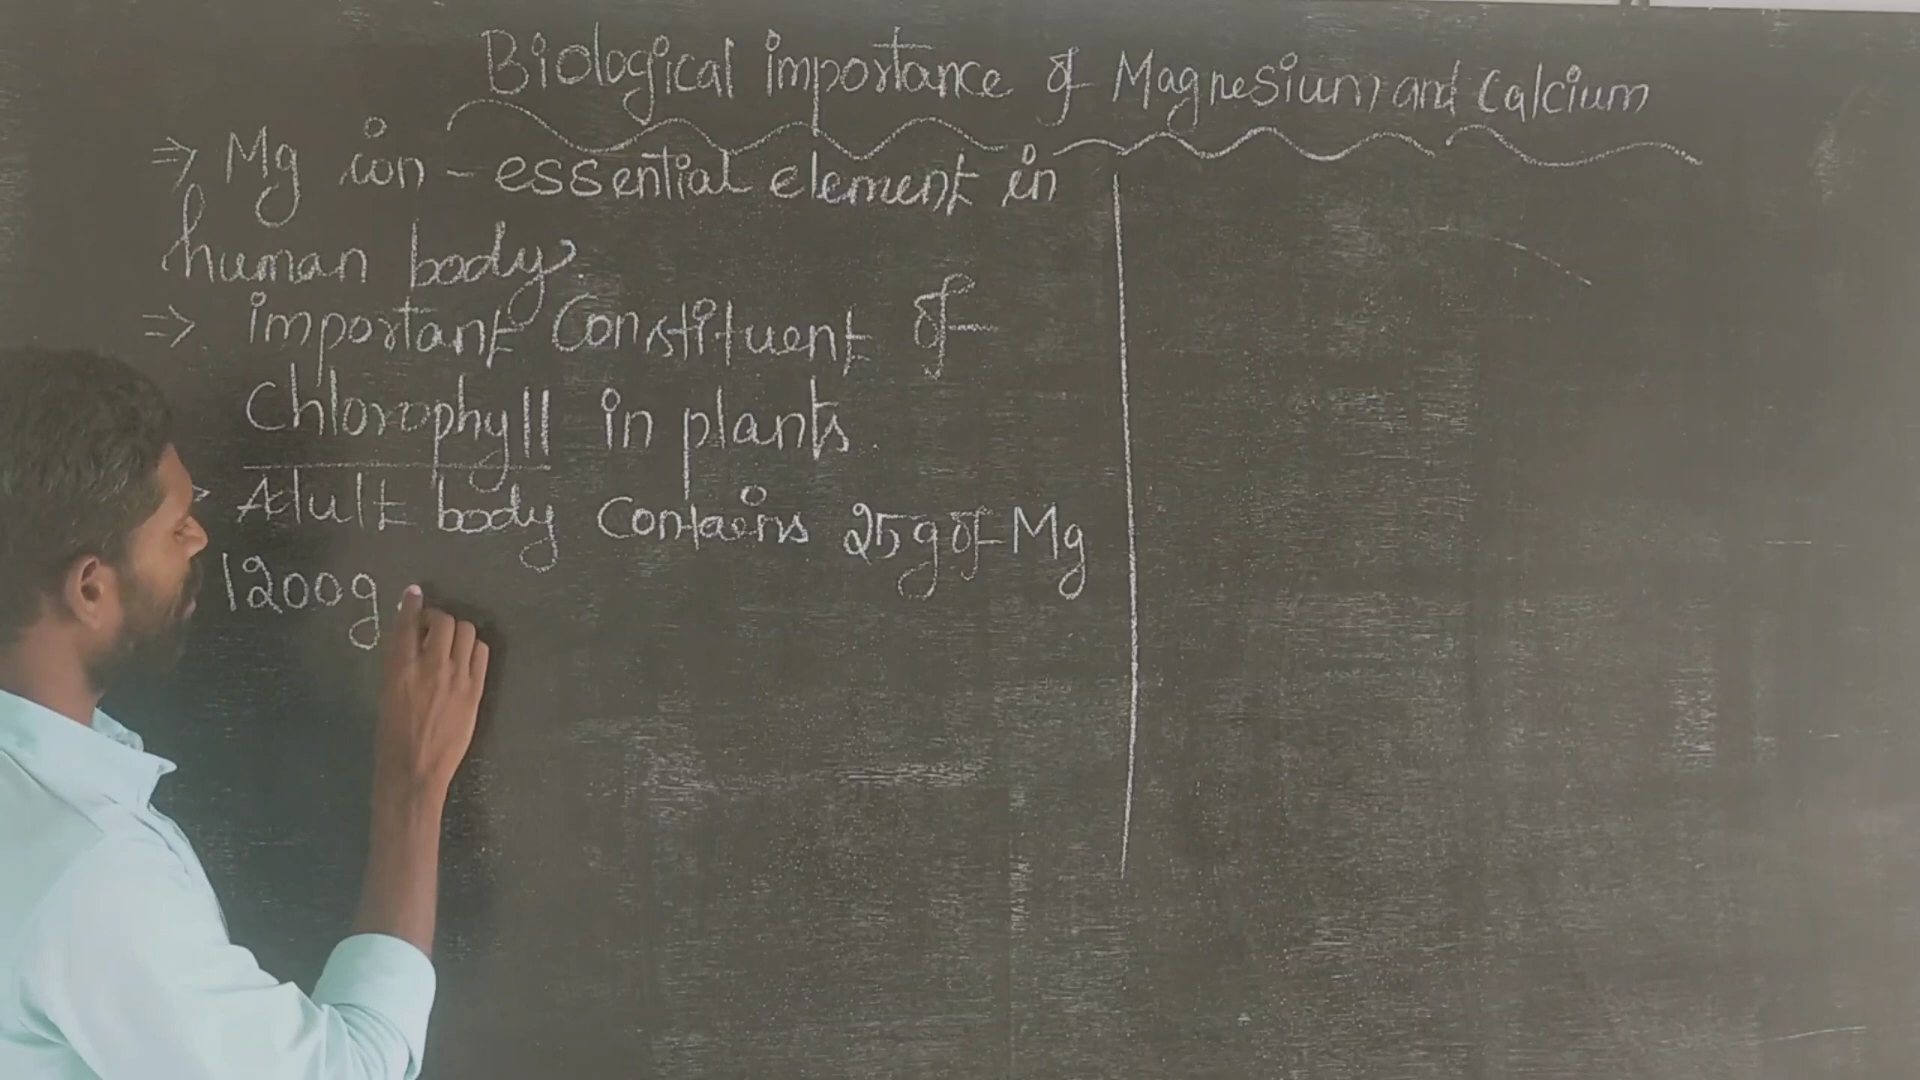 Biological importance of Magnesium and Calcium
⇒ Mg ion - essential element in
human body.
⇒ important Constituent of
Chlorophyll in plants.
Adult body Contains 25g of Mg
1200g